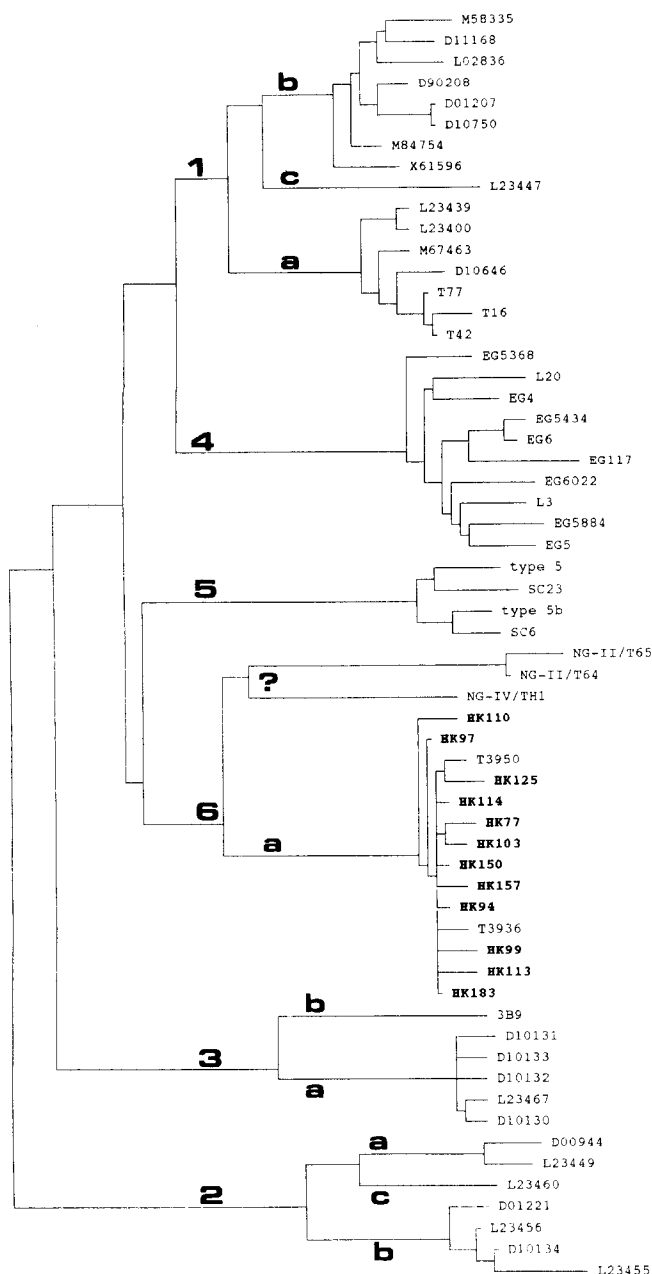 M58335
D11168
L02836
b
D90208
D01207
D10750
M84754
1
X61596
c
L23447
L23439
L23400
M67463
a
D10646
T77
T16
T42
EG5368
L20
EG4
EG5434
4
EG6
EG117
EG6022
L3
EG5884
EG5
type 5
5
SC23
type 5b
SC6
NG-II/T65
NG-II/T64
?
NG-IV/TH1
HK110
HK97
T3950
HK125
HK114
6
HK77
HK103
a
HK150
HK157
HK94
T3936
HK99
HK113
HK183
b
3B9
D10131
3
D10133
D10132
a
L23467
D10130
a
D00944
L23449
2
L23460
c
D01221
L23456
b
D10134
L23455